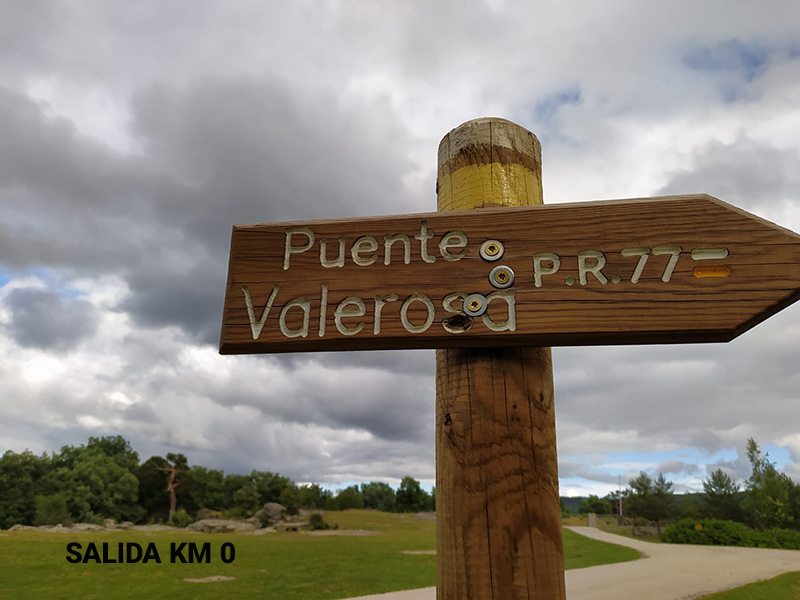 Puente
Valerosa
P.R.77
SALIDA KM 0